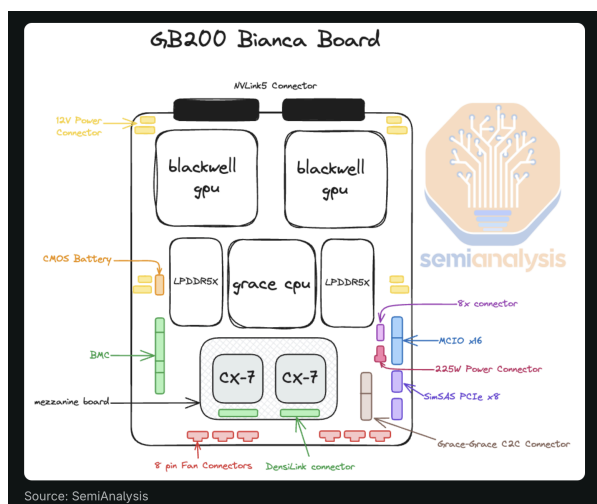 GB200 Bianca Board
NVLink5 Connector
12V Power
Connector
blackwell
gpu
blackwell
gpu
semianalysis
CMOS Battery
LPDDR5X
grace cpu
LPDDR5X
8x connector
MCIO x16
BMC
225W Power Connector
CX-7
CX-7
SimSAS PCIe x8
mezzanine board
Grace-Grace C2C Connector
8 pin Fan Connectors
DensiLink connector
Source: SemiAnalysis